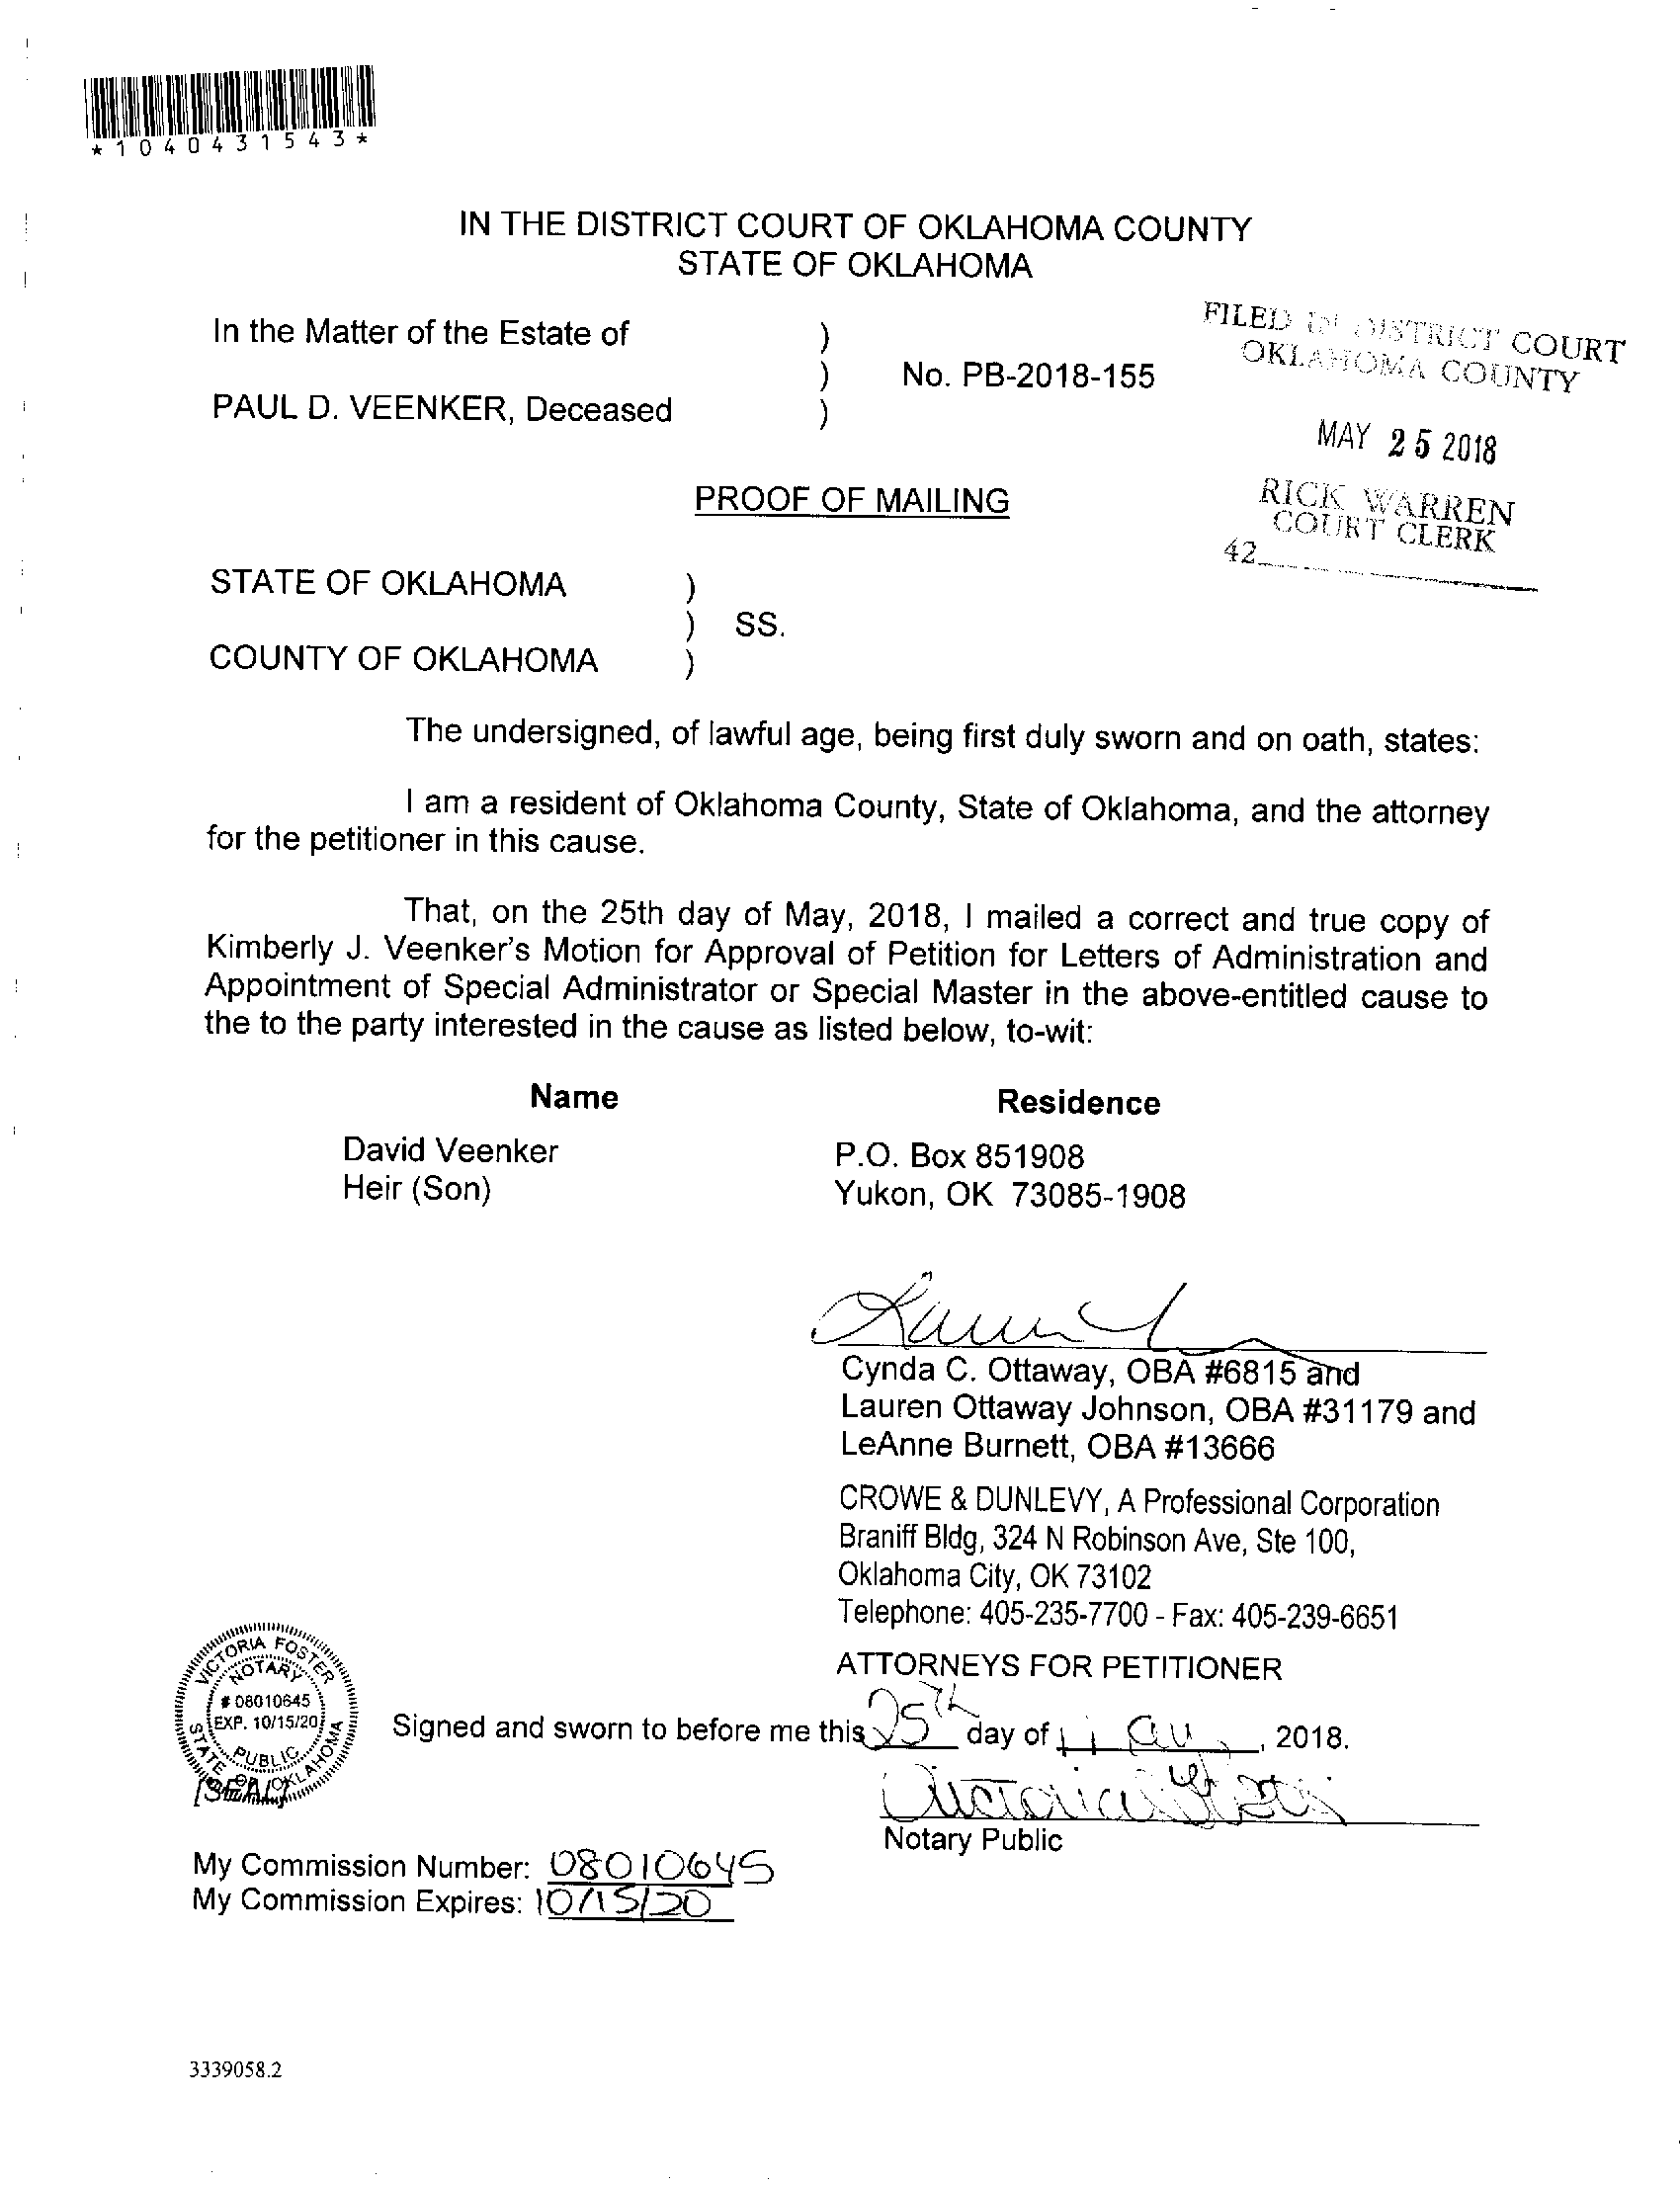 *1040431543*
IN THE DISTRICT COURT OF OKLAHOMA COUNTY
STATE OF OKLAHOMA
In the Matter of the Estate of )
) No. PB-2018-155
PAUL D. VEENKER, Deceased )
FILED IN DISTRICT COURT
OKLAHOMA COUNTY
MAY 25 2018
RICK WARREN
COURT CLERK
42
PROOF OF MAILING
STATE OF OKLAHOMA )
) SS.
COUNTY OF OKLAHOMA )
The undersigned, of lawful age, being first duly sworn and on oath, states:
I am a resident of Oklahoma County, State of Oklahoma, and the attorney
for the petitioner in this cause.
That, on the 25th day of May, 2018, I mailed a correct and true copy of
Kimberly J. Veenker's Motion for Approval of Petition for Letters of Administration and
Appointment of Special Administrator or Special Master in the above-entitled cause to
the to the party interested in the cause as listed below, to-wit:
Name Residence
David Veenker P.O. Box 851908
Heir (Son) Yukon, OK 73085-1908
Cynda C. Ottaway, OBA #6815 and
Lauren Ottaway Johnson, OBA #31179 and
LeAnne Burnett, OBA #13666
CROWE & DUNLEVY, A Professional Corporation
Braniff Bldg, 324 N Robinson Ave, Ste 100,
Oklahoma City, OK 73102
Telephone: 405-235-7700 - Fax: 405-239-6651
ATTORNEYS FOR PETITIONER
VICTORIA FOSTER
NOTARY
# 08010645
EXP. 10/15/20
PUBLIC
STATE OF OKLAHOMA
[SEAL]
Signed and sworn to before me this 25th day of May, 2018.
Victoria Foster
Notary Public
My Commission Number: 08010645
My Commission Expires: 10/15/20
3339058.2